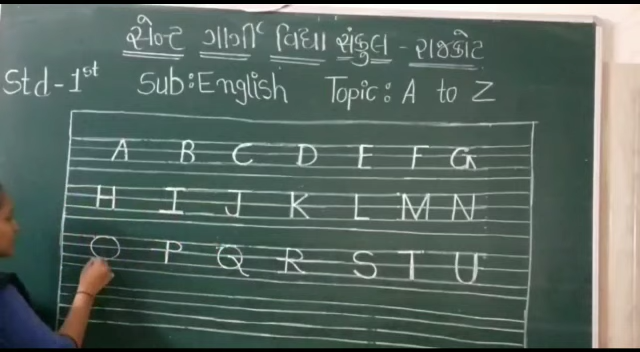 સેન્ટ ગાર્ગી વિદ્યા સંકુલ - રાજકોટ
Std-1st Sub:English Topic: A to Z
A B C D E F G
H I J K L M N
O P Q R S T U